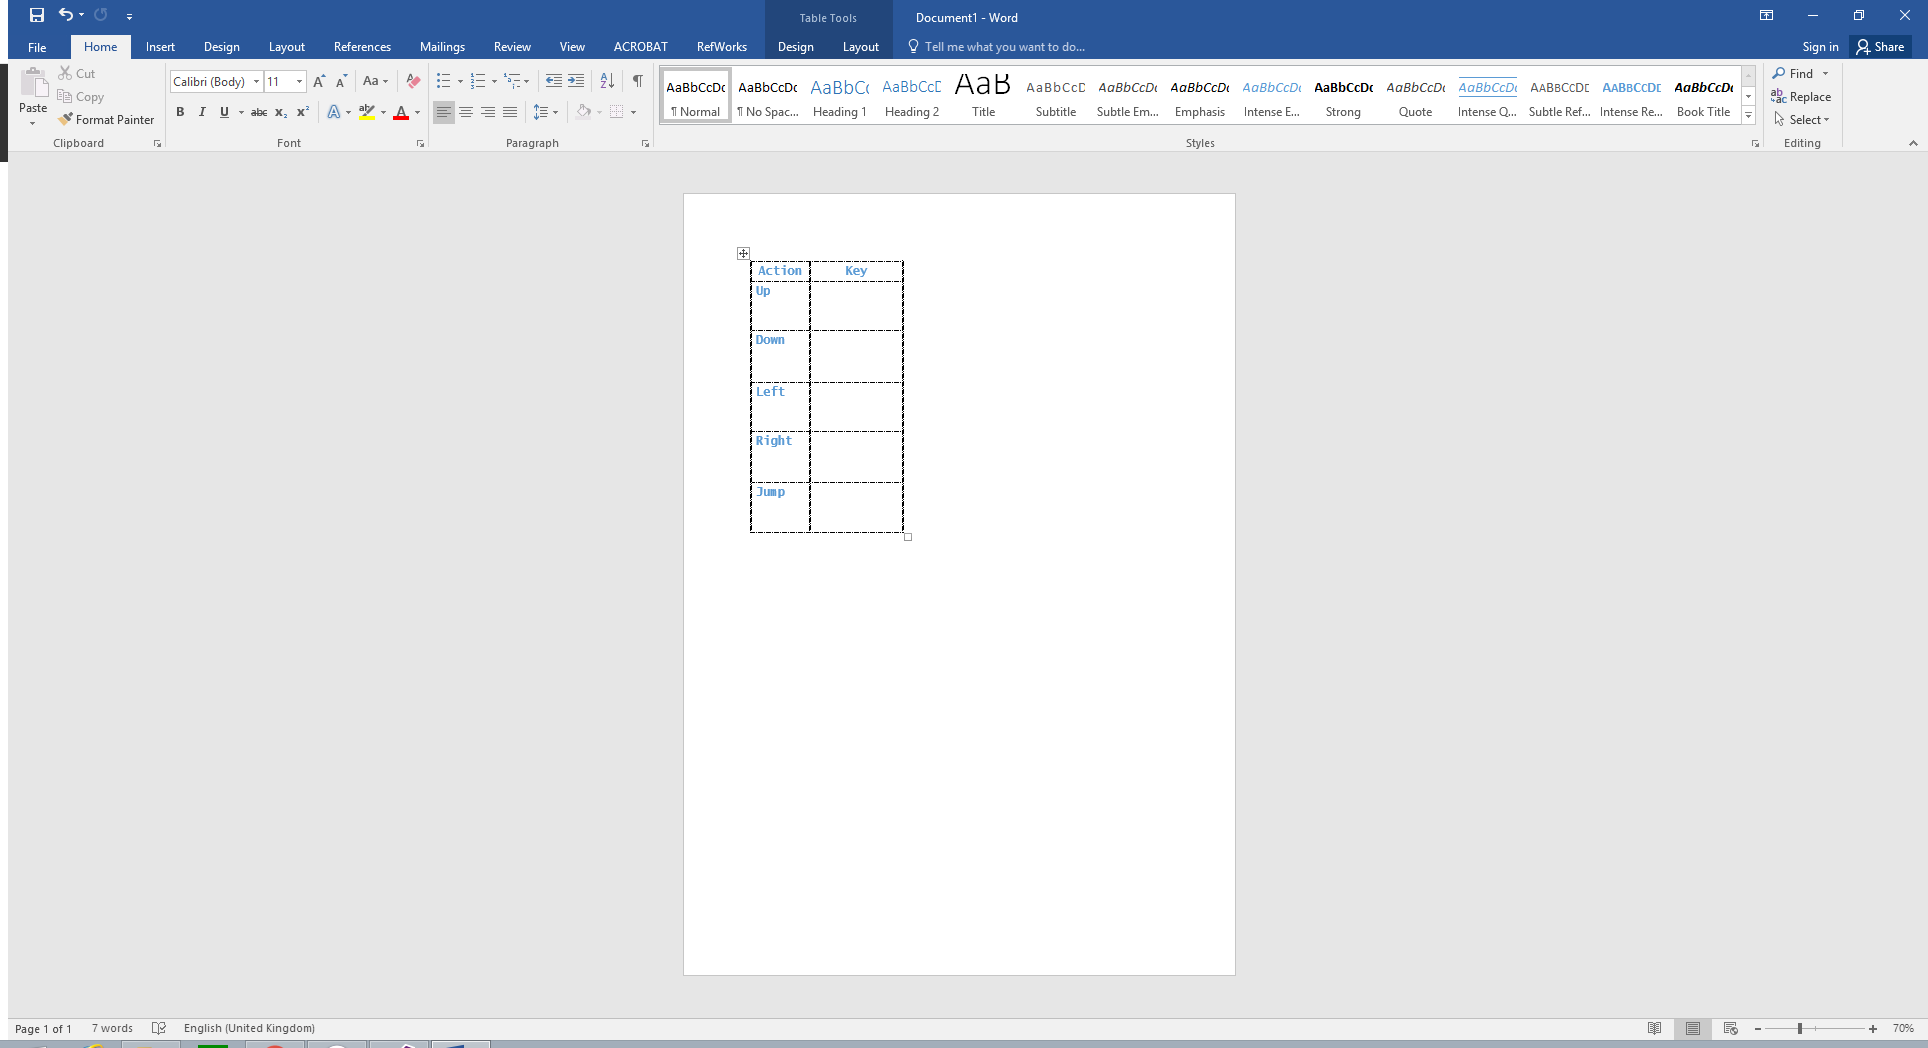 Table Tools
Document1 - Word
File Home Insert Design Layout References Mailings Review View ACROBAT RefWorks Design Layout Tell me what you want to do... Sign in Share
Paste
Cut
Copy
Format Painter
Clipboard
Calibri (Body) 11
Aa
B I U abc x₂ x² A ab A
Font
Paragraph
AaBbCcDc AaBbCcDc AaBbCc AaBbCcD AaB AaBbCcD AaBbCcDc AaBbCcDc AaBbCcDc AaBbCcDc AaBbCcDc AaBbCcDc AABBCCDE AABBCCDE AaBbCcDc
¶ Normal ¶ No Spac... Heading 1 Heading 2 Title Subtitle Subtle Em... Emphasis Intense E... Strong Quote Intense Q... Subtle Ref... Intense Re... Book Title
Styles
Find
Replace
Select
Editing
Action Key
Up
Down
Left
Right
Jump
Page 1 of 1 7 words English (United Kingdom) 70%